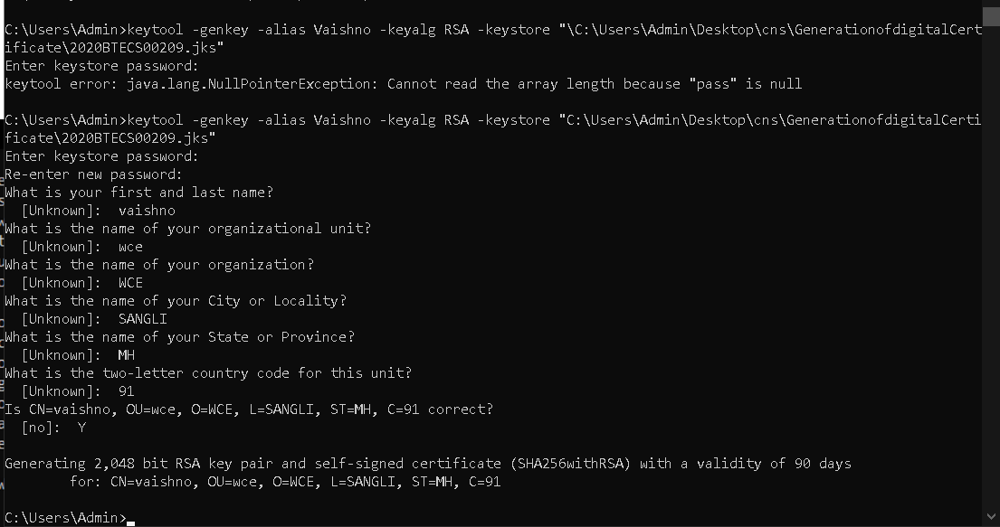 C:\Users\Admin>keytool -genkey -alias Vaishno -keyalg RSA -keystore "\C:\Users\Admin\Desktop\cns\GenerationofdigitalCert
ificate\2020BTECS00209.jks"
Enter keystore password:
keytool error: java.lang.NullPointerException: Cannot read the array length because "pass" is null
C:\Users\Admin>keytool -genkey -alias Vaishno -keyalg RSA -keystore "C:\Users\Admin\Desktop\cns\GenerationofdigitalCerti
ficate\2020BTECS00209.jks"
Enter keystore password:
Re-enter new password:
What is your first and last name?
[Unknown]: vaishno
What is the name of your organizational unit?
[Unknown]: wce
What is the name of your organization?
[Unknown]: WCE
What is the name of your City or Locality?
[Unknown]: SANGLI
What is the name of your State or Province?
[Unknown]: MH
What is the two-letter country code for this unit?
[Unknown]: 91
Is CN=vaishno, OU=wce, O=WCE, L=SANGLI, ST=MH, C=91 correct?
[no]: Y
Generating 2,048 bit RSA key pair and self-signed certificate (SHA256withRSA) with a validity of 90 days
for: CN=vaishno, OU=wce, O=WCE, L=SANGLI, ST=MH, C=91
C:\Users\Admin>